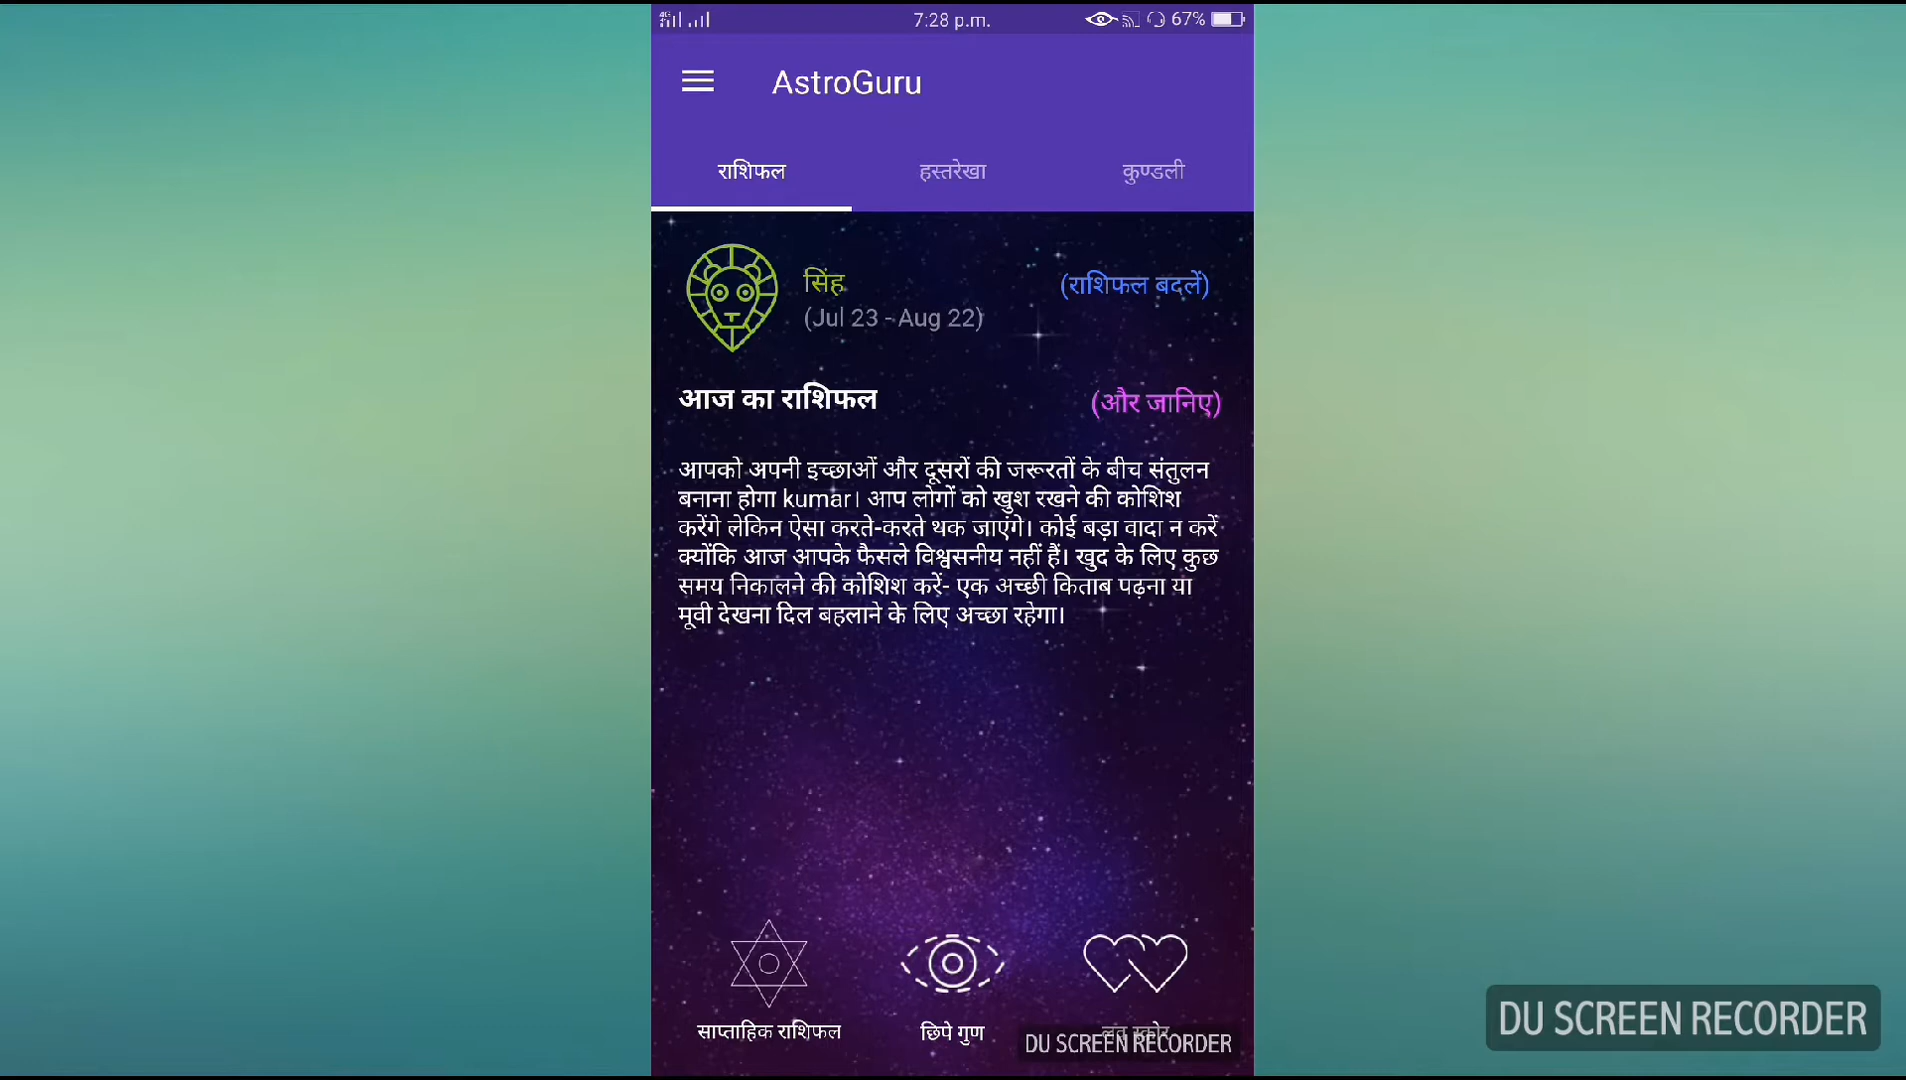 7:28 p.m.
67%
AstroGuru
राशिफल
हस्तरेखा
कुण्डली
सिंह
(राशिफल बदलें)
(Jul 23 - Aug 22)
आज का राशिफल
(और जानिए)
आपको अपनी इच्छाओं और दूसरों की जरूरतों के बीच संतुलन
बनाना होगा kumar। आप लोगों को खुश रखने की कोशिश
करेंगे लेकिन ऐसा करते-करते थक जाएंगे। कोई बड़ा वादा न करें
क्योंकि आज आपके फैसले विश्वसनीय नहीं हैं। खुद के लिए कुछ
समय निकालने की कोशिश करें- एक अच्छी किताब पढ़ना या
मूवी देखना दिल बहलाने के लिए अच्छा रहेगा।
साप्ताहिक राशिफल
छिपे गुण
लव स्कोर
DU SCREEN RECORDER
DU SCREEN RECORDER